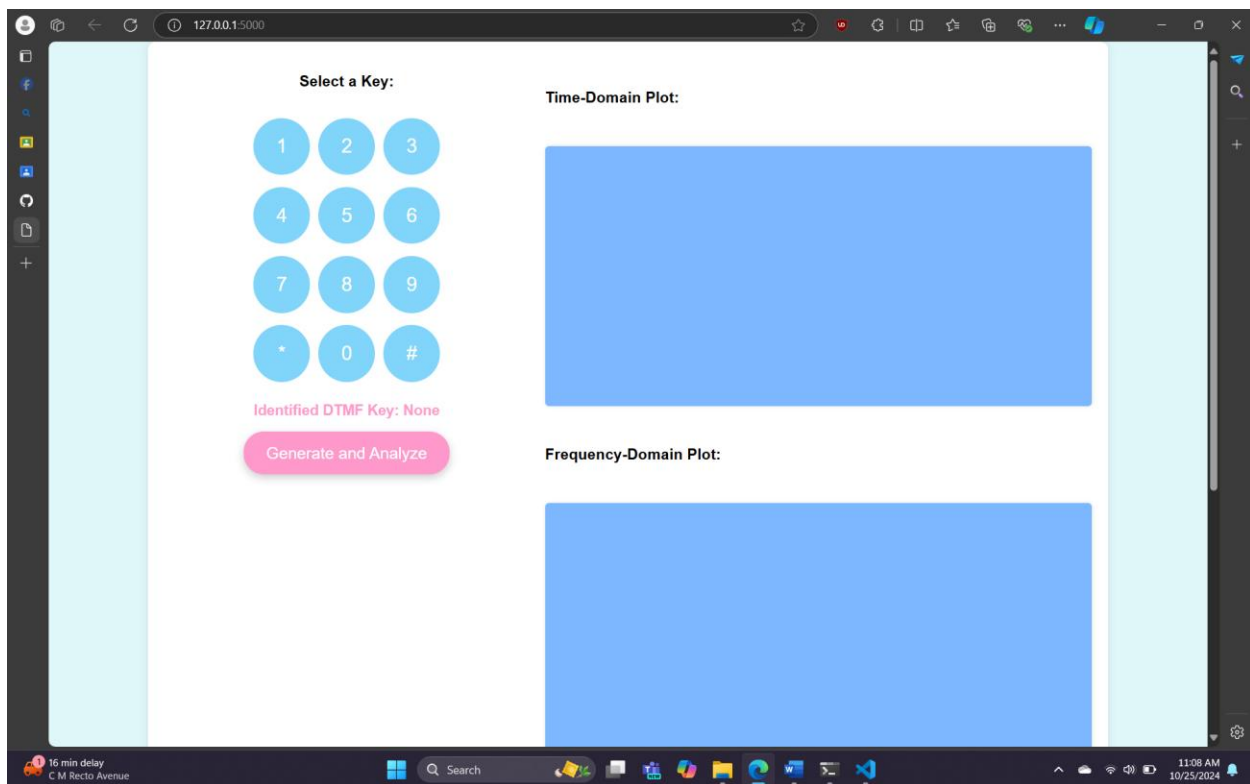 127.0.0.1:5000
Select a Key:
1 2 3
4 5 6
7 8 9
* 0 #
Identified DTMF Key: None
Generate and Analyze
Time-Domain Plot:
Frequency-Domain Plot:
1
16 min delay
C M Recto Avenue
Search
11:08 AM
10/25/2024